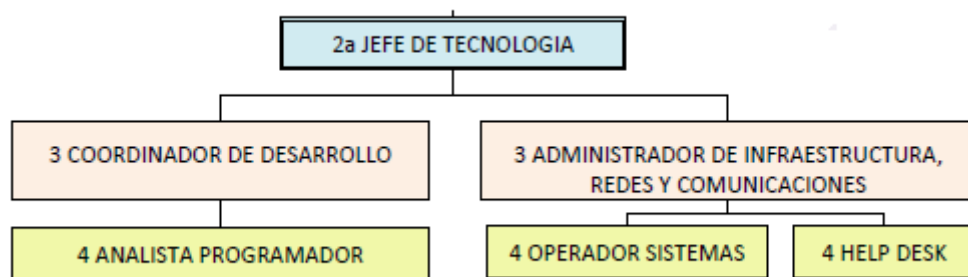 2a JEFE DE TECNOLOGIA
3 COORDINADOR DE DESARROLLO
3 ADMINISTRADOR DE INFRAESTRUCTURA,
REDES Y COMUNICACIONES
4 ANALISTA PROGRAMADOR
4 OPERADOR SISTEMAS
4 HELP DESK